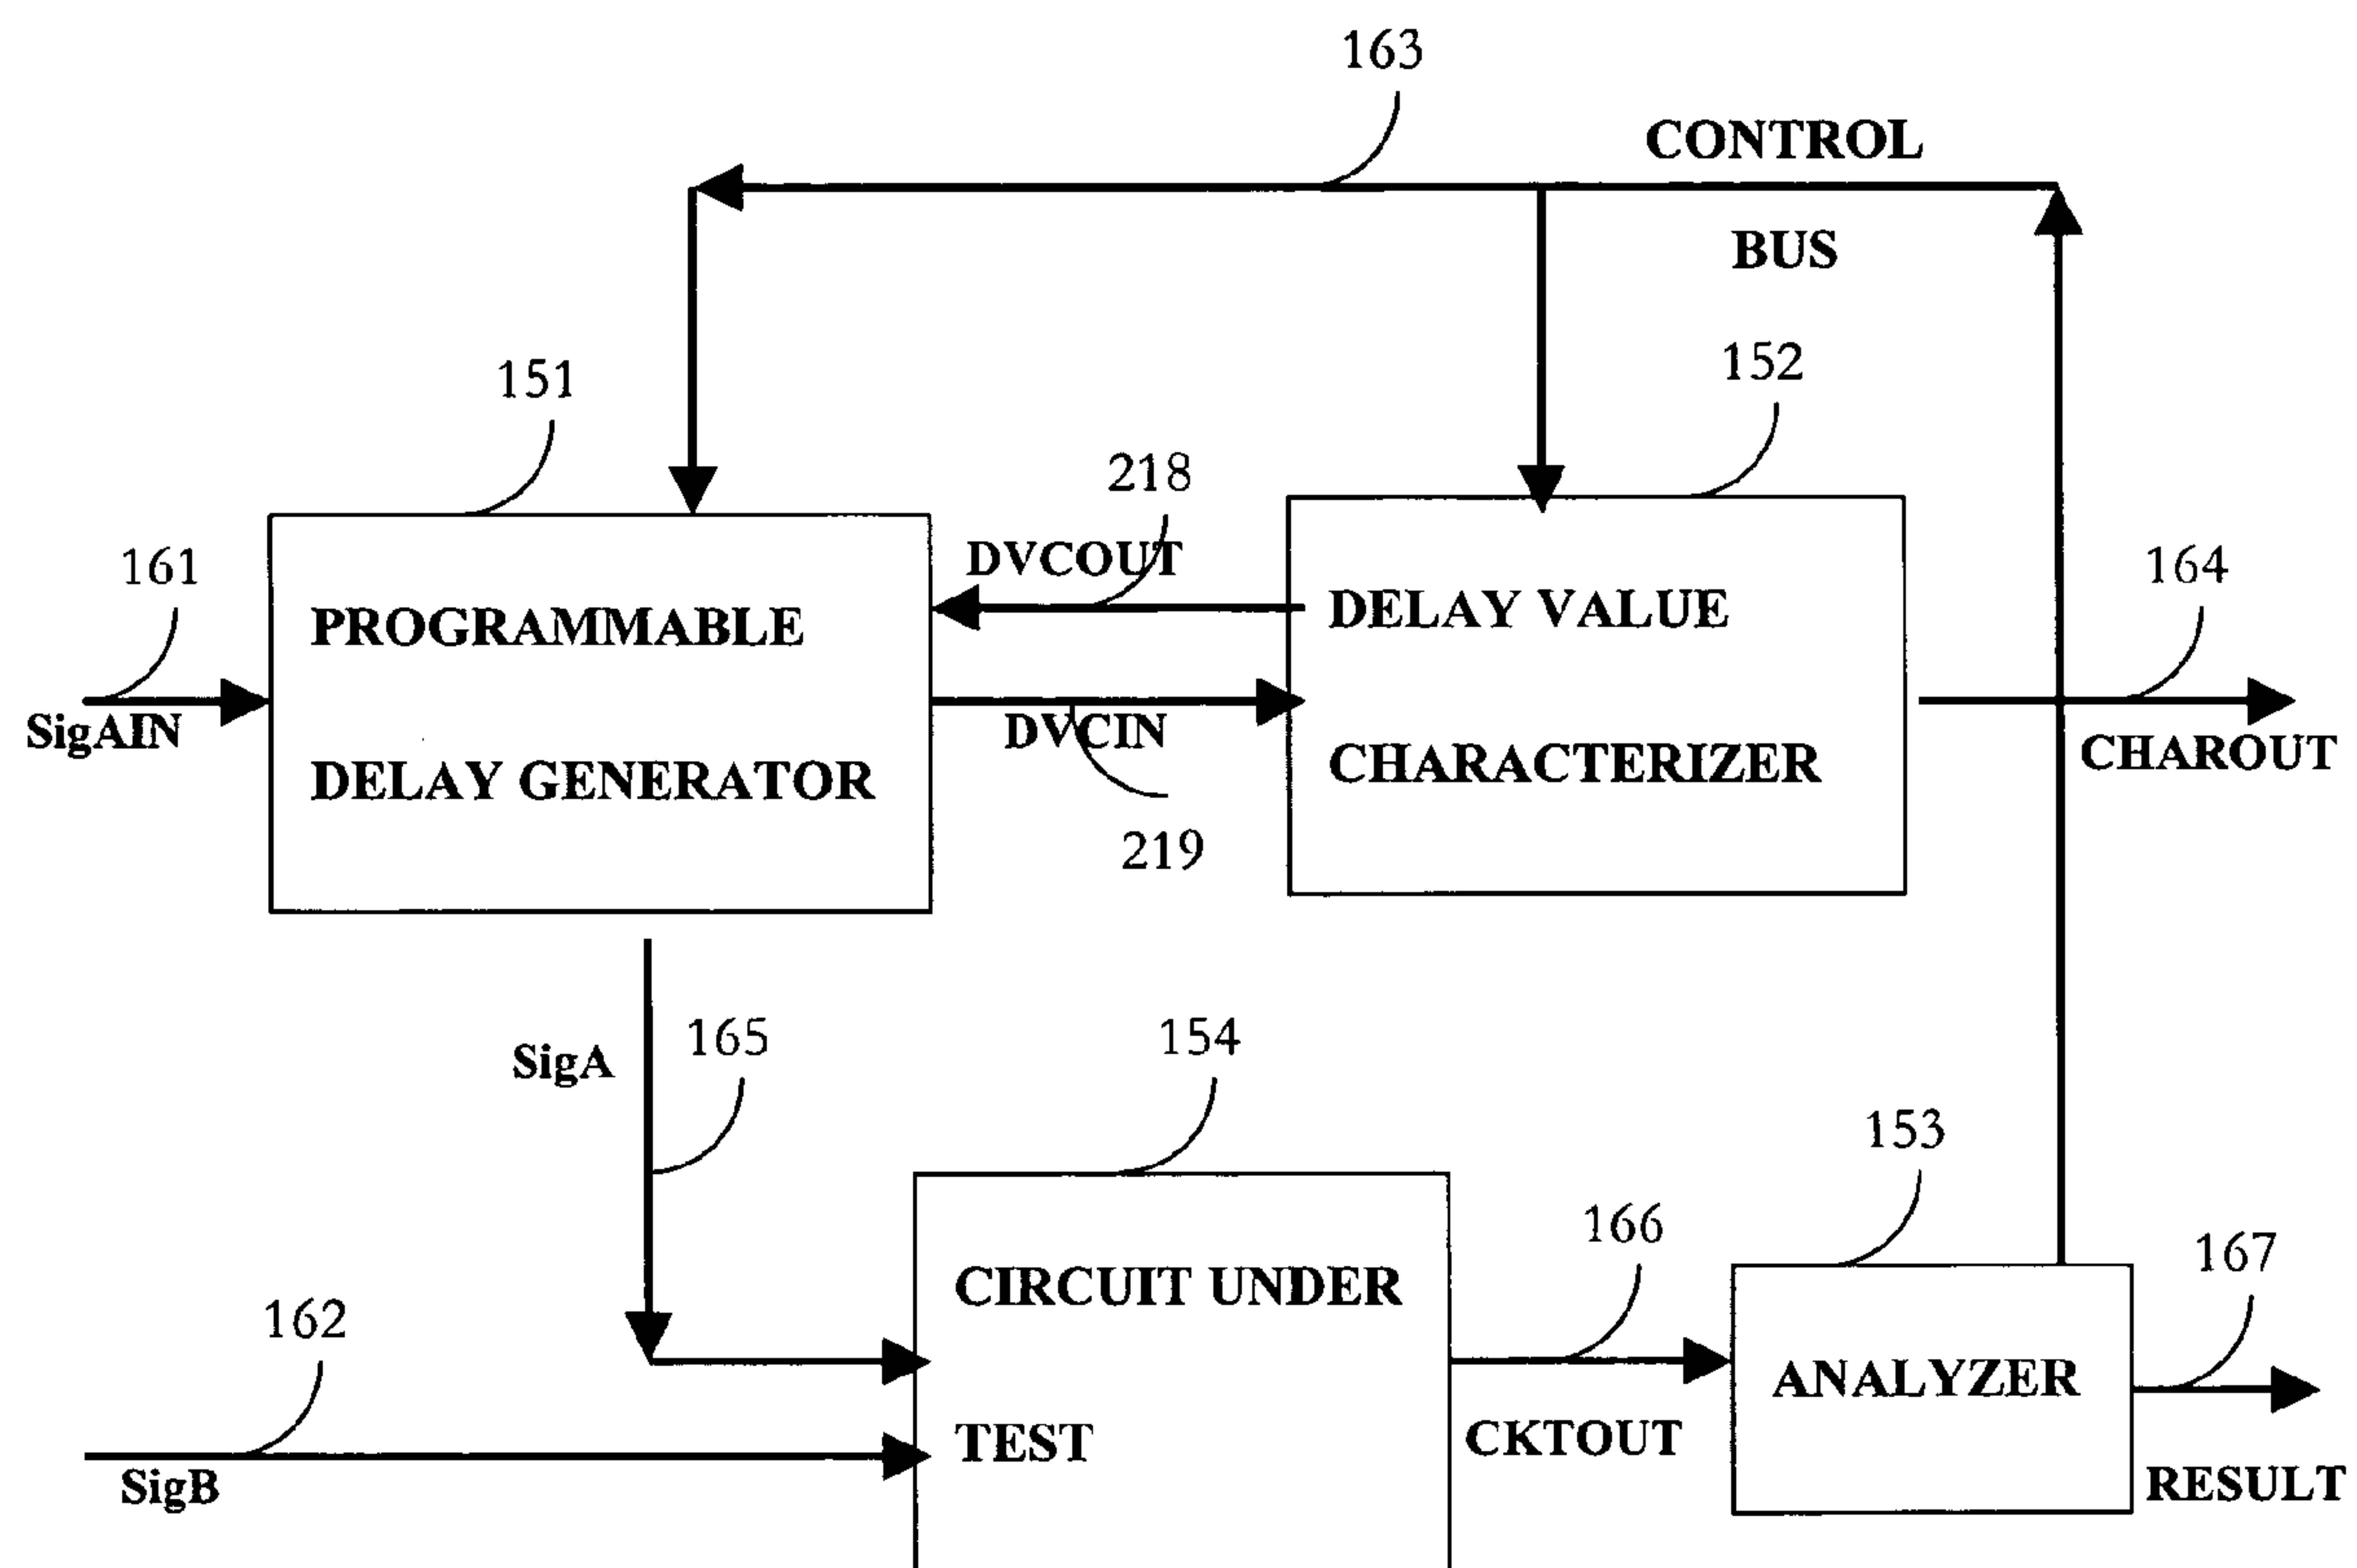 163
CONTROL
BUS
151
152
218
161
164
DVCOUT
PROGRAMMABLE
DELAY VALUE
SigAIN
DVCIN
CHAROUT
DELAY GENERATOR
CHARACTERIZER
219
SigA
165
154
153
166
167
162
CIRCUIT UNDER
ANALYZER
TEST
CKTOUT
SigB
RESULT